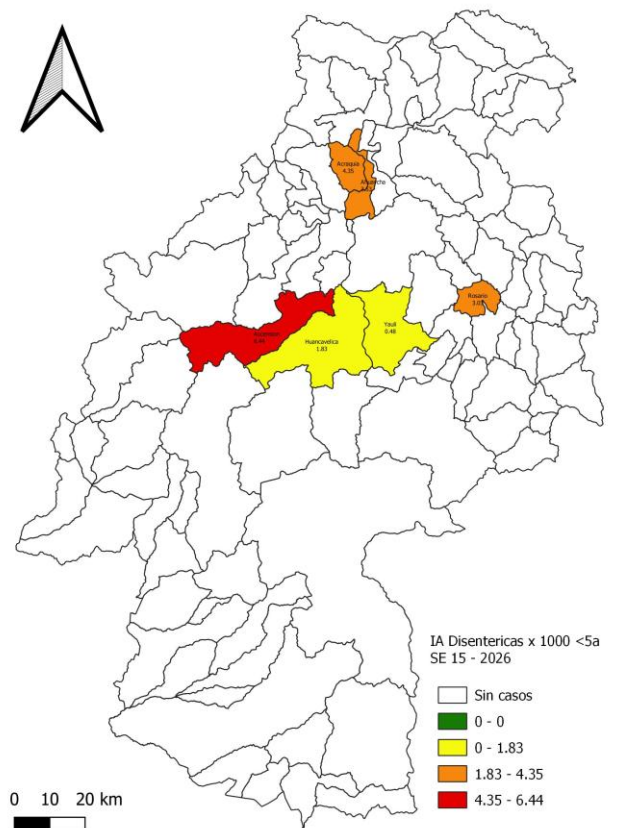 Acraquia
4.35
Rosario
Yauli
0.48
Huancavelica
1.83
IA Disentericas x 1000 <5a
SE 15 - 2026
Sin casos
0 - 0
0 - 1.83
1.83 - 4.35
4.35 - 6.44
0 10 20 km